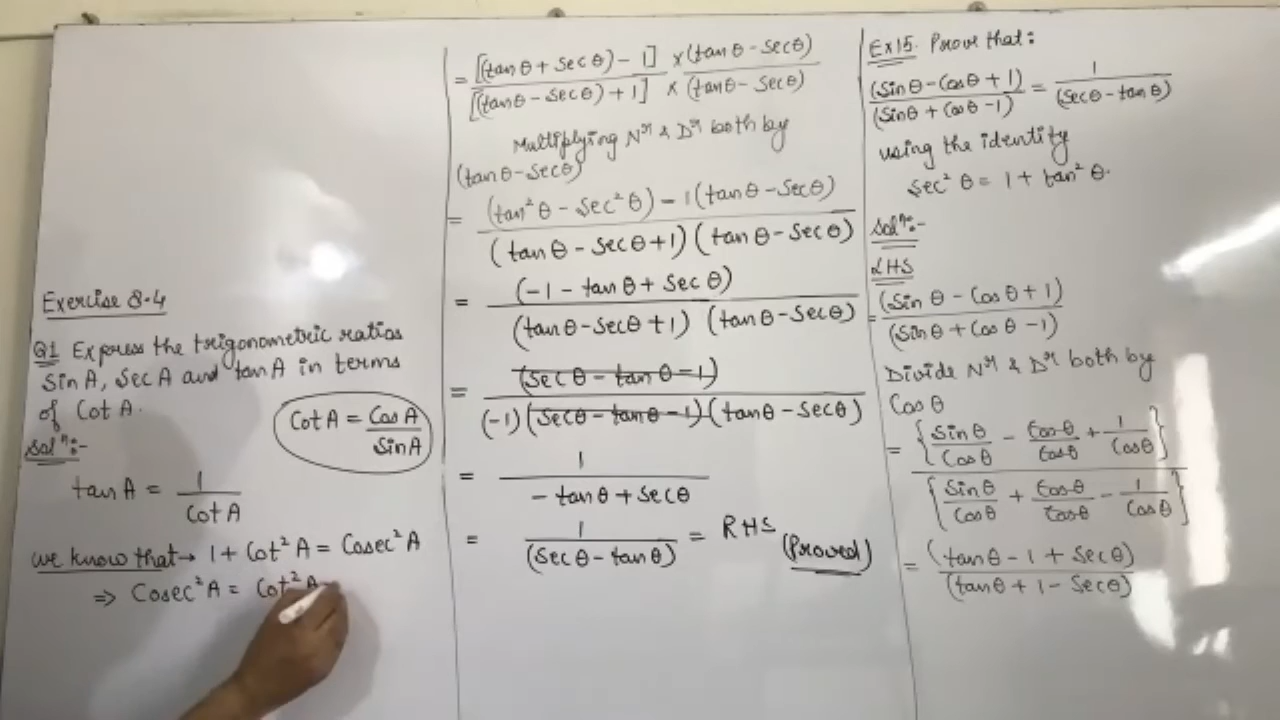 Exercise 8.4
Q1 Express the trigonometric ratios
Sin A, Sec A and tan A in terms
of Cot A.
Cot A = Cos A / Sin A
Solⁿ:-
tan A = 1 / Cot A
we know that → 1 + Cot² A = Cosec² A
⇒ Cosec² A = Cot² A
= [(tan θ + Sec θ) - 1] × (tan θ - Sec θ) / [(tan θ - Sec θ) + 1] × (tan θ - Sec θ)
Multiplying Nʳ & Dʳ both by
(tan θ - Sec θ)
= (tan² θ - Sec² θ) - 1 (tan θ - Sec θ) / (tan θ - Sec θ + 1) (tan θ - Sec θ)
= (-1 - tan θ + Sec θ) / (tan θ - Sec θ + 1) (tan θ - Sec θ)
= (Sec θ - tan θ - 1) / (-1) (Sec θ - tan θ - 1) (tan θ - Sec θ)
= 1 / - tan θ + Sec θ
= 1 / (Sec θ - tan θ) = RHS
(Proved)
Ex 15. Prove that:
(Sin θ - Cos θ + 1) / (Sin θ + Cos θ - 1) = 1 / (Sec θ - tan θ)
using the identity
Sec² θ = 1 + tan² θ.
Solⁿ:-
LHS
= (Sin θ - Cos θ + 1) / (Sin θ + Cos θ - 1)
Divide Nʳ & Dʳ both by
Cos θ
= {Sin θ / Cos θ - Cos θ / Cos θ + 1 / Cos θ} / {Sin θ / Cos θ + Cos θ / Cos θ - 1 / Cos θ}
= (tan θ - 1 + Sec θ) / (tan θ + 1 - Sec θ)